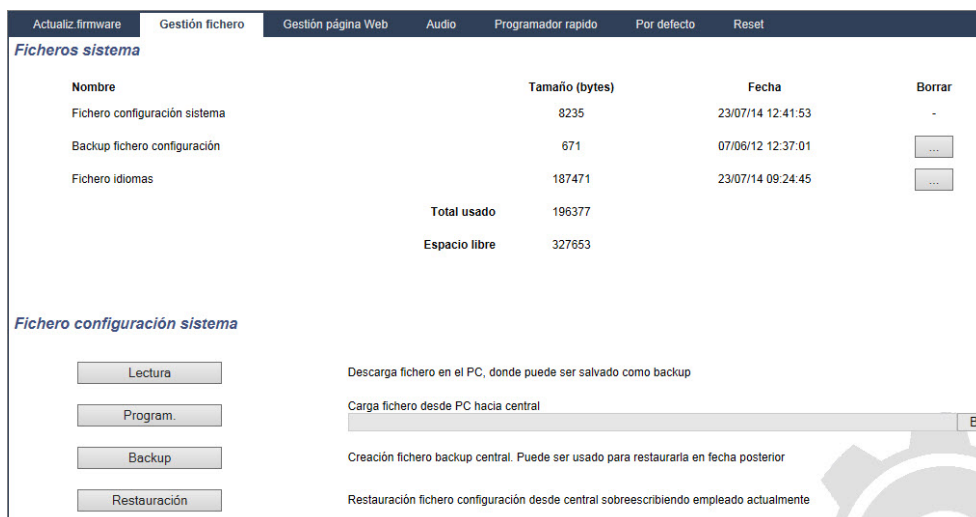 Actualiz.firmware Gestión fichero Gestión página Web Audio Programador rapido Por defecto Reset
Ficheros sistema
Nombre Tamaño (bytes) Fecha Borrar
Fichero configuración sistema 8235 23/07/14 12:41:53 -
Backup fichero configuración 671 07/06/12 12:37:01 ...
Fichero idiomas 187471 23/07/14 09:24:45 ...
Total usado 196377
Espacio libre 327653
Fichero configuración sistema
Lectura Descarga fichero en el PC, donde puede ser salvado como backup
Carga fichero desde PC hacia central
Program.
Backup Creación fichero backup central. Puede ser usado para restaurarla en fecha posterior
Restauración Restauración fichero configuración desde central sobreescribiendo empleado actualmente